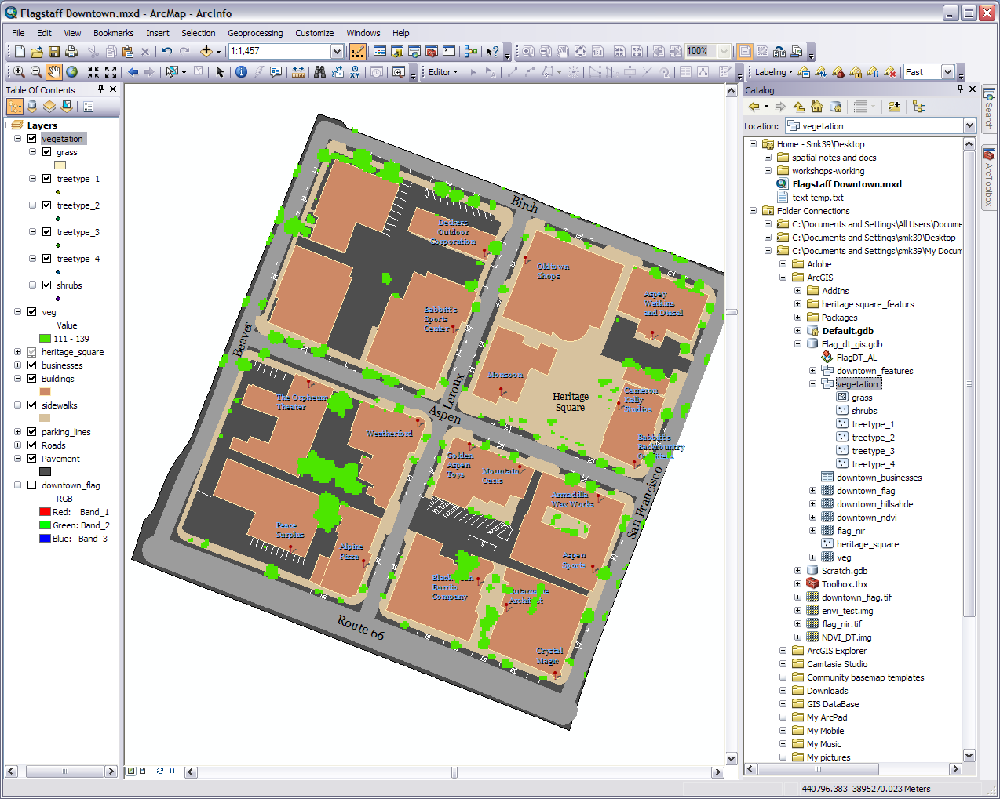 Flagstaff Downtown.mxd - ArcMap - ArcInfo
File Edit View Bookmarks Insert Selection Geoprocessing Customize Windows Help
1:1,457
100%
Editor
Labeling
Fast
Table Of Contents
Layers
vegetation
grass
treetype_1
treetype_2
treetype_3
treetype_4
shrubs
veg
Value
111 - 139
heritage_square
businesses
Buildings
sidewalks
parking_lines
Roads
Pavement
downtown_flag
RGB
Red: Band_1
Green: Band_2
Blue: Band_3
Birch
Deckers
Outdoor
Corporation
Oldtown
Shops
Aspey
Watkins
and Diesel
Babbitt's
Sports
Center
Beaver
Leroux
Monsoon
Heritage
Square
Cameron
Kelly
Studios
The Orpheum
Theater
Aspen
Weatherford
Babbitt's
Backcountry
Outfitters
Golden
Aspen
Toys
Mountain
Oasis
San Francisco
Armadilla
Wax Works
Peace
Surplus
Alpine
Pizza
Aspen
Sports
Burrito
Company
Route 66
Crystal
Magic
Catalog
Location: vegetation
Home - Smk39\Desktop
spatial notes and docs
workshops-working
Flagstaff Downtown.mxd
text temp.txt
Folder Connections
C:\Documents and Settings\All Users\Docume
C:\Documents and Settings\smk39\Desktop
C:\Documents and Settings\smk39\My Docum
Adobe
ArcGIS
AddIns
heritage square_featurs
Packages
Default.gdb
Flag_dt_gis.gdb
FlagDT_AL
downtown_features
vegetation
grass
shrubs
treetype_1
treetype_2
treetype_3
treetype_4
downtown_businesses
downtown_flag
downtown_hillsahde
downtown_ndvi
flag_nir
heritage_square
veg
Scratch.gdb
Toolbox.tbx
downtown_flag.tif
envi_test.img
flag_nir.tif
NDVI_DT.img
ArcGIS Explorer
Camtasia Studio
Community basemap templates
Downloads
GIS DataBase
My ArcPad
My Mobile
My Music
My pictures
Search
ArcToolbox
440796.383 3895270.023 Meters